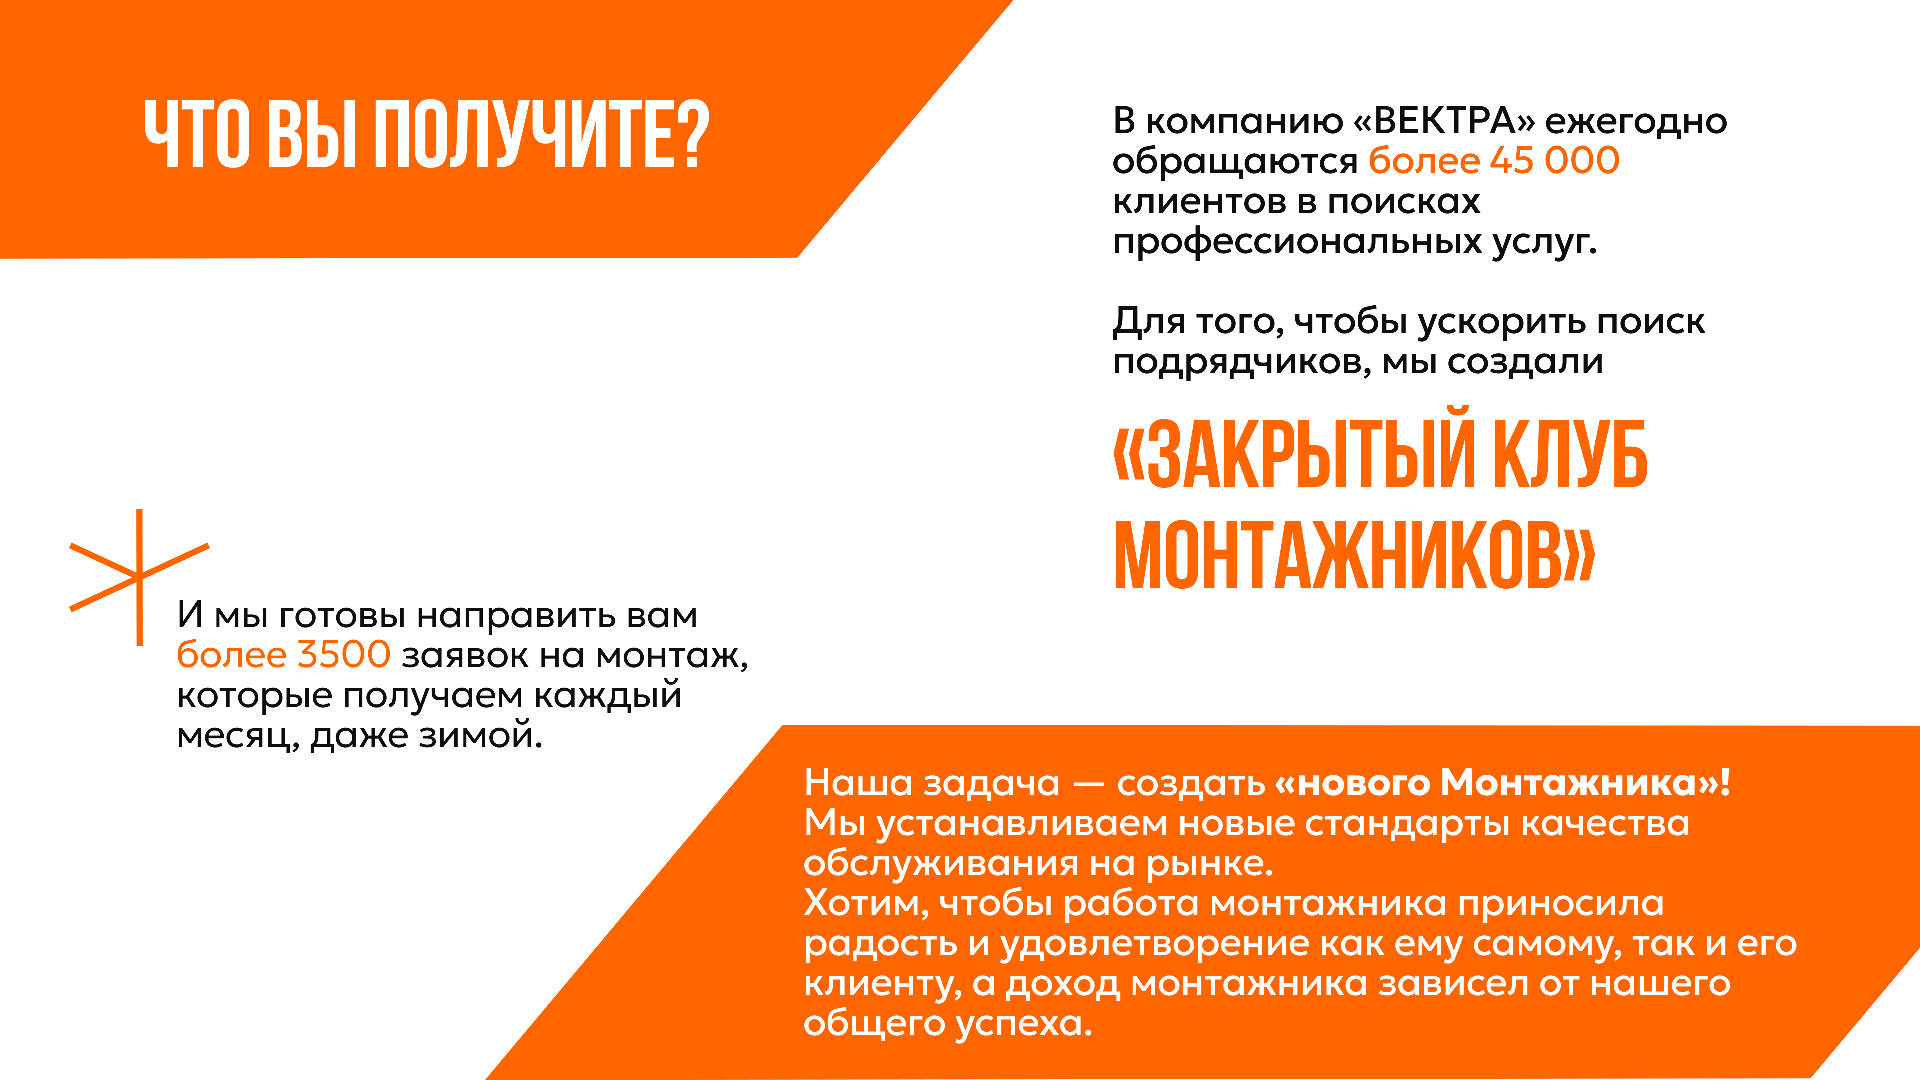 ЧТО ВЫ ПОЛУЧИТЕ?
В компанию «ВЕКТРА» ежегодно
обращаются более 45 000
клиентов в поисках
профессиональных услуг.
Для того, чтобы ускорить поиск
подрядчиков, мы создали
«ЗАКРЫТЫЙ КЛУБ
МОНТАЖНИКОВ»
И мы готовы направить вам
более 3500 заявок на монтаж,
которые получаем каждый
месяц, даже зимой.
Наша задача — создать «нового Монтажника»!
Мы устанавливаем новые стандарты качества
обслуживания на рынке.
Хотим, чтобы работа монтажника приносила
радость и удовлетворение как ему самому, так и его
клиенту, а доход монтажника зависел от нашего
общего успеха.